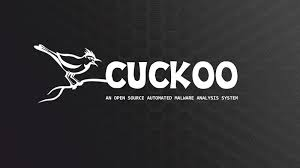 CUCKOO
AN OPEN SOURCE AUTOMATED MALWARE ANALYSIS SYSTEM